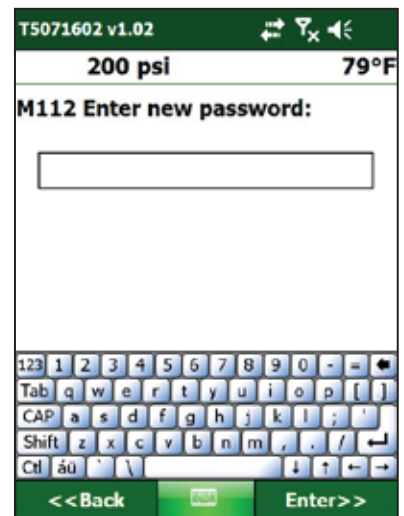 T5071602 v1.02
200 psi 79°F
M112 Enter new password:
123 1 2 3 4 5 6 7 8 9 0 - =
Tab q w e r t y u i o p [ ]
CAP a s d f g h j k l ; '
Shift z x c v b n m , . /
Ctl áü ` \
<<Back Enter>>